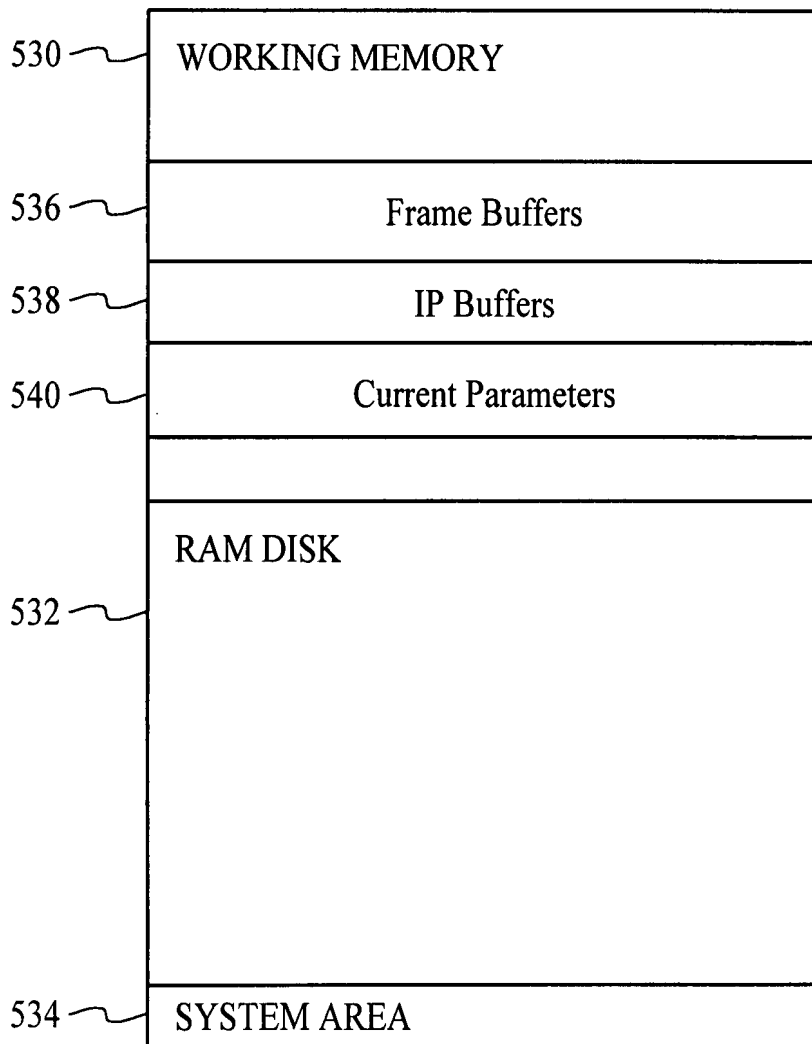 530 WORKING MEMORY
536 Frame Buffers
538 IP Buffers
540 Current Parameters
RAM DISK
532
534 SYSTEM AREA